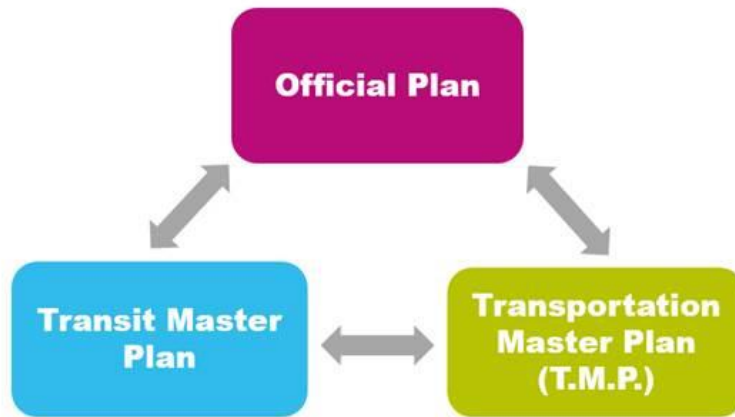 Official Plan
Transit Master
Plan
Transportation
Master Plan
(T.M.P.)